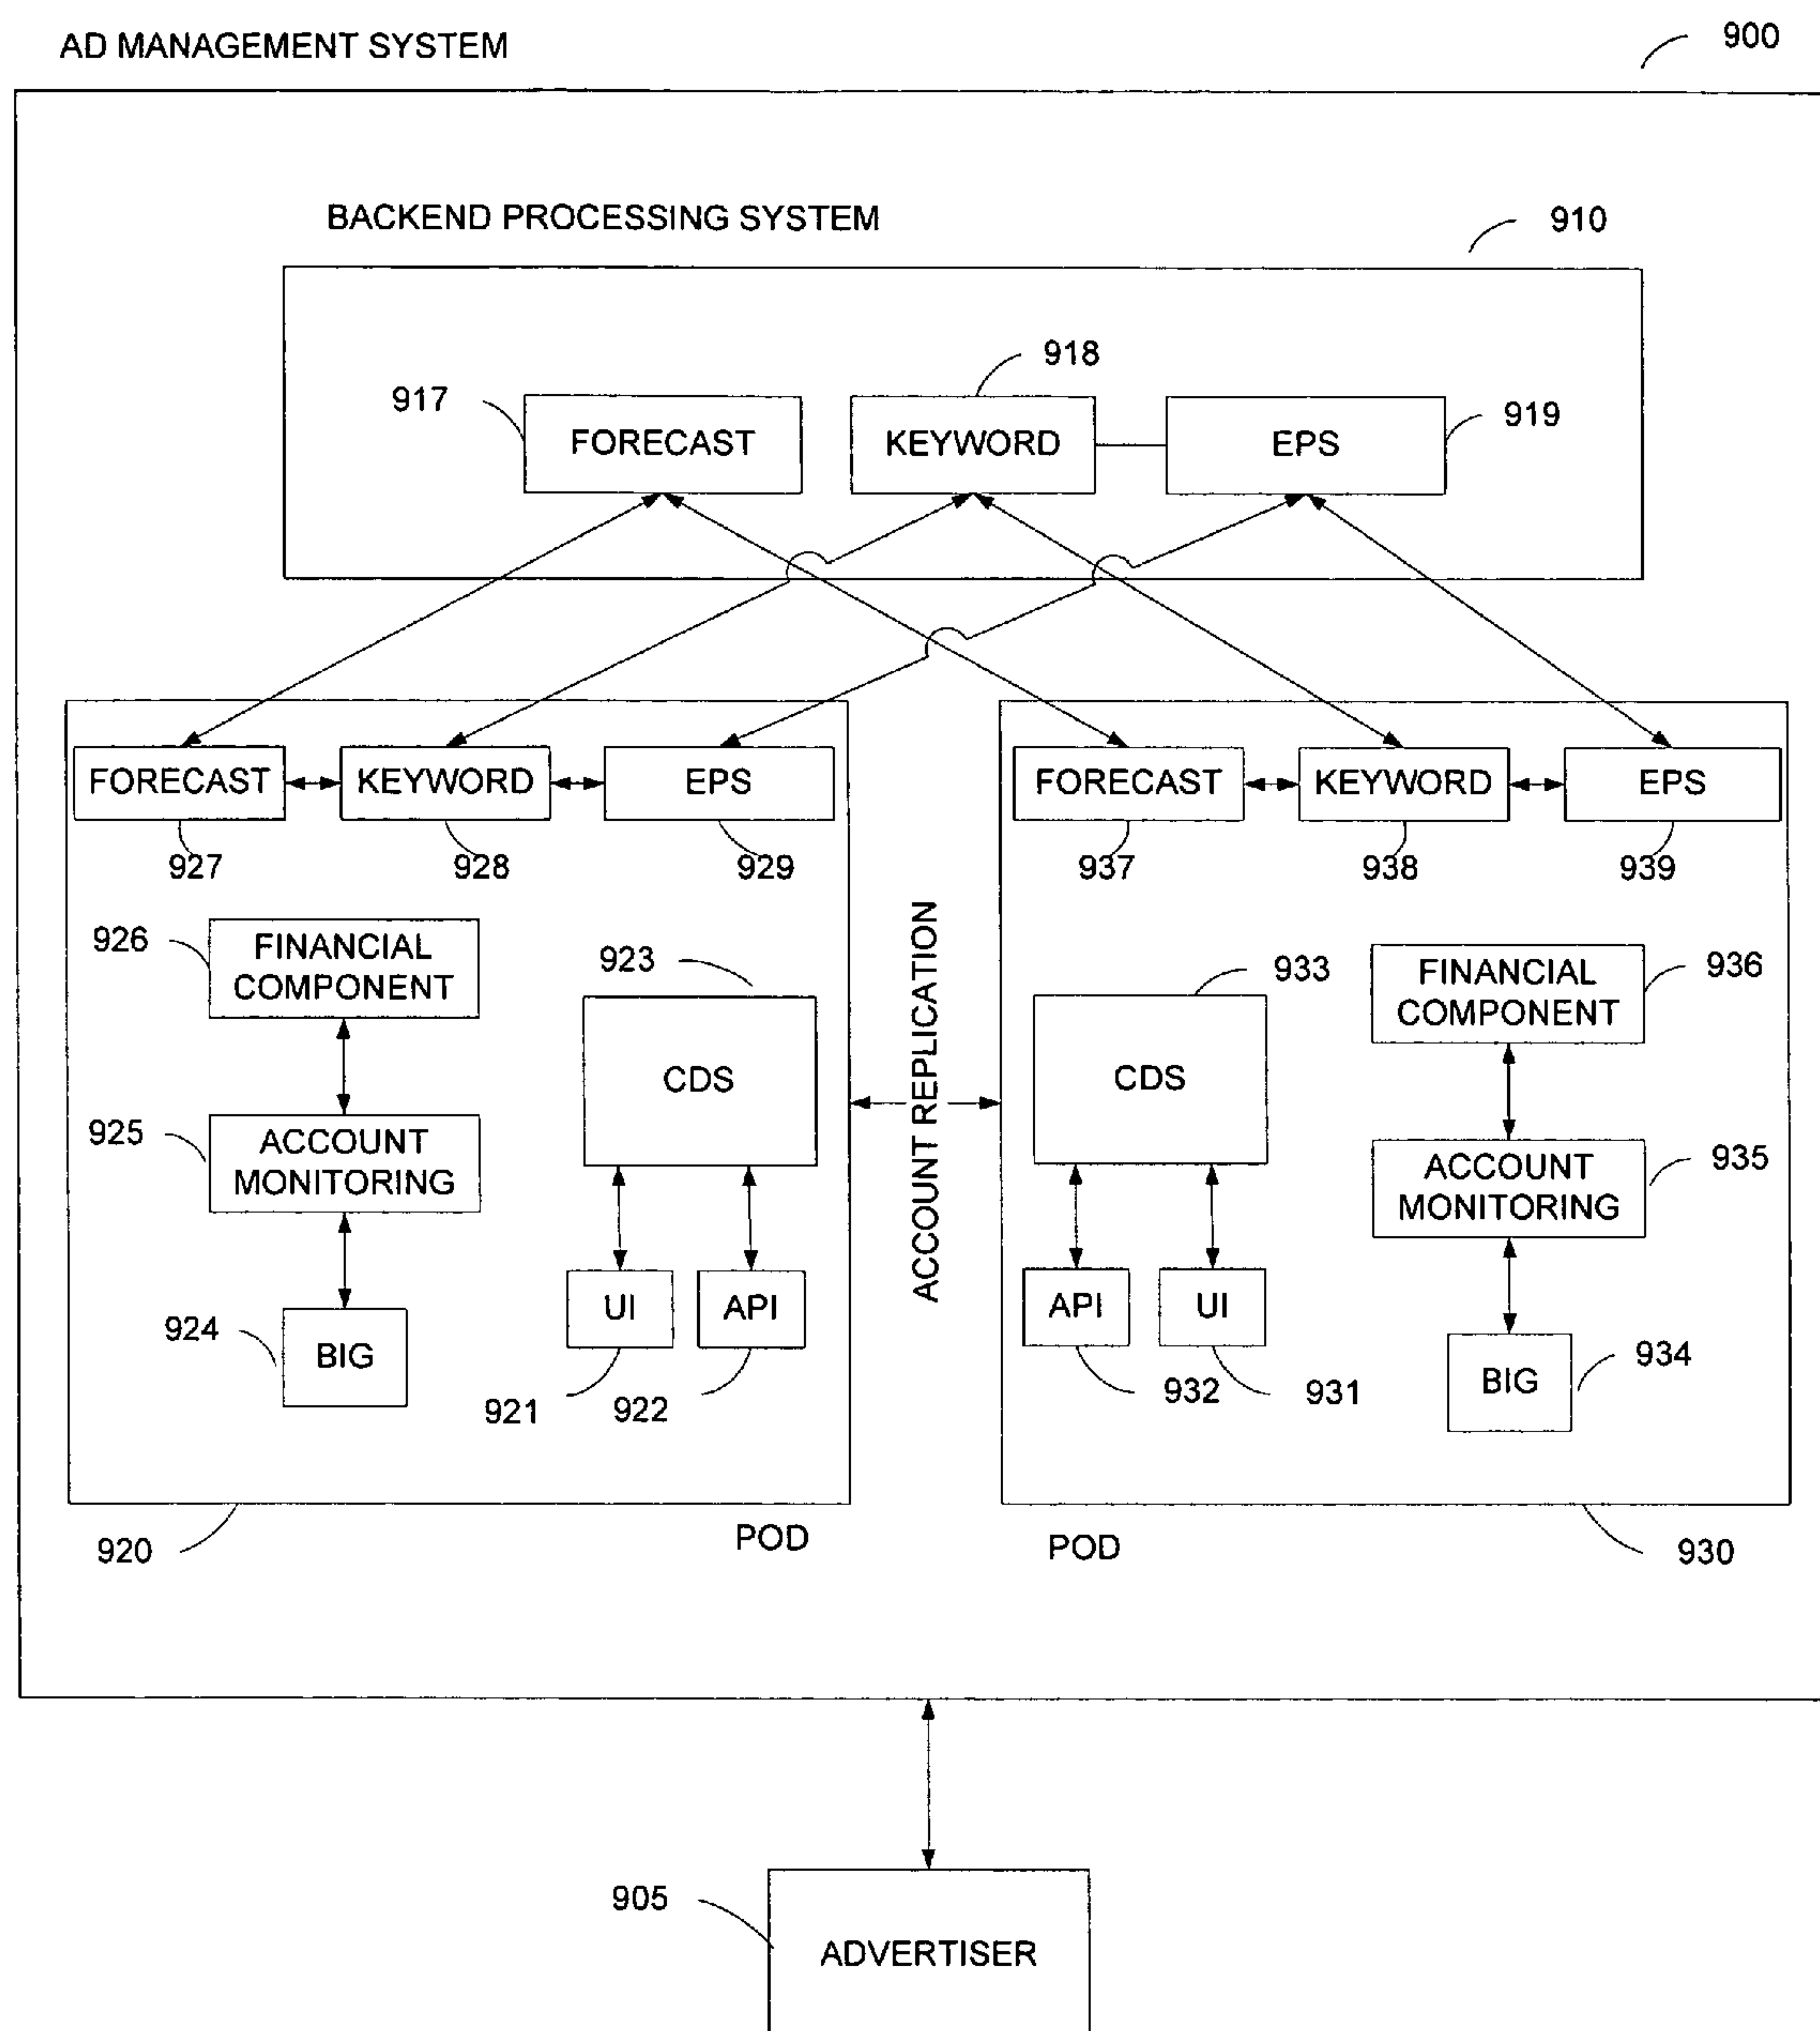 AD MANAGEMENT SYSTEM
900
BACKEND PROCESSING SYSTEM
910
917
918
919
FORECAST
KEYWORD
EPS
FORECAST
KEYWORD
EPS
927
928
929
926
FINANCIAL
COMPONENT
923
CDS
925
ACCOUNT
MONITORING
924
BIG
UI
API
921
922
920
POD
ACCOUNT REPLICATION
FORECAST
KEYWORD
EPS
937
938
939
933
CDS
FINANCIAL
COMPONENT
936
ACCOUNT
MONITORING
935
API
UI
932
931
BIG
934
POD
930
905
ADVERTISER